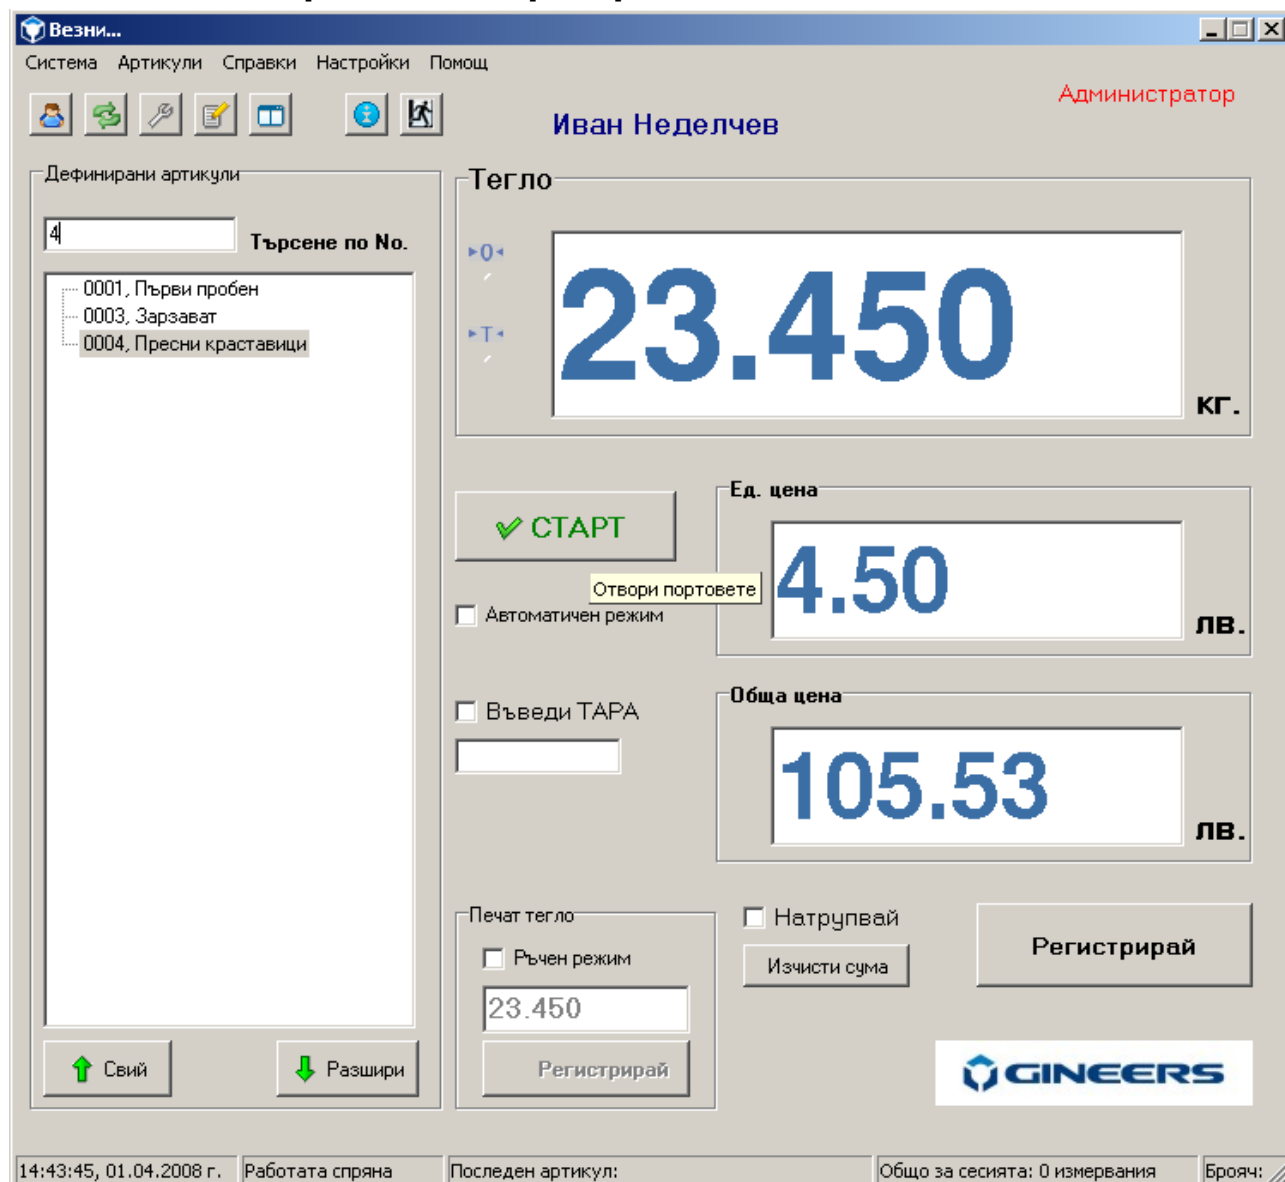 Везни...
Система Артикули Справки Настройки Помощ
Администратор
Иван Неделчев
Дефинирани артикули
4
Търсене по No.
0001, Първи пробен
0003, Зарзават
0004, Пресни краставици
Свий
Разшири
Тегло
0
T
23.450
кг.
СТАРТ
Отвори портовете
Автоматичен режим
Ед. цена
4.50
лв.
Въведи ТАРА
Обща цена
105.53
лв.
Печат тегло
Ръчен режим
23.450
Регистрирай
Натрупвай
Изчисти сума
Регистрирай
GINEERS
14:43:45, 01.04.2008 г. Работата спряна Последен артикул: Общо за сесията: 0 измервания Брояч: